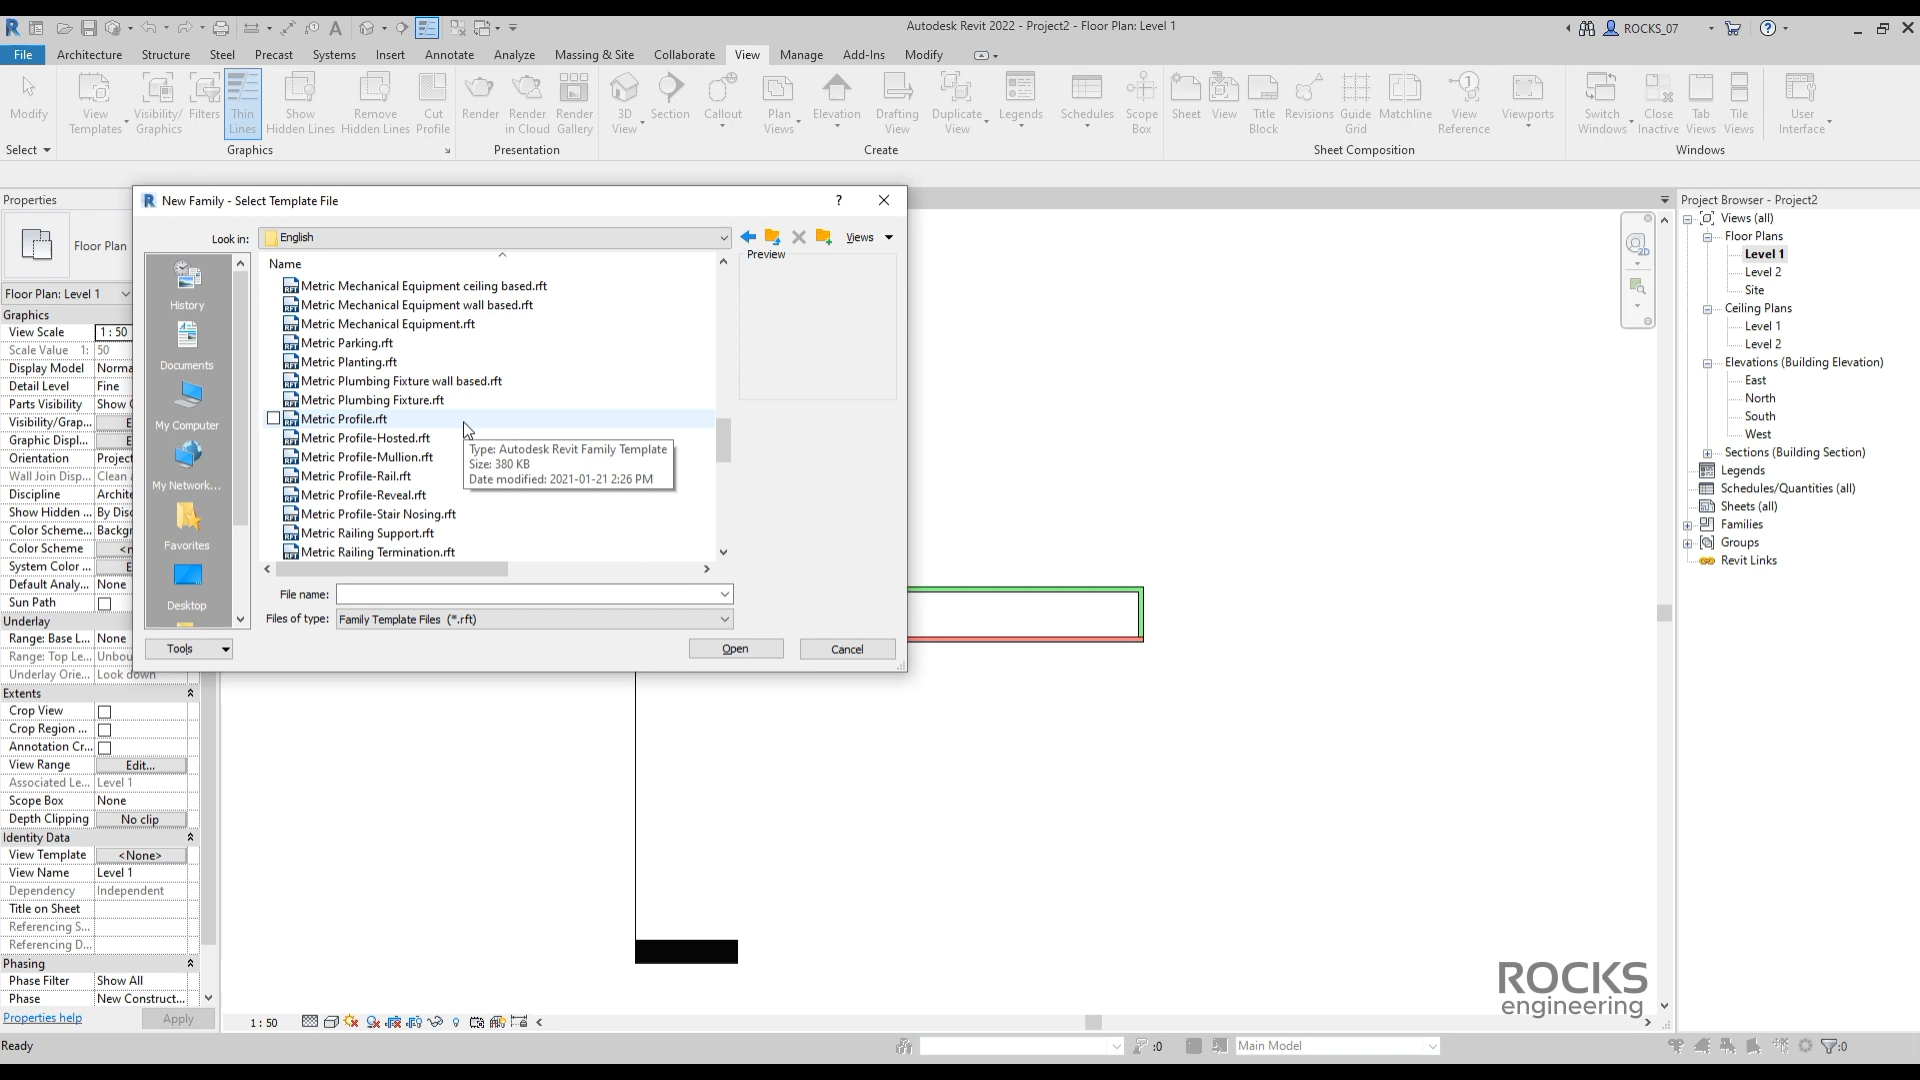 Autodesk Revit 2022 - Project2 - Floor Plan: Level 1
ROCKS_07
File Architecture Structure Steel Precast Systems Insert Annotate Analyze Massing & Site Collaborate View Manage Add-Ins Modify
Modify
View Templates
Visibility/ Graphics
Filters
Thin Lines
Show Hidden Lines
Remove Hidden Lines
Cut Profile
Render
Render in Cloud
Render Gallery
3D View
Section
Callout
Plan Views
Elevation
Drafting View
Duplicate View
Legends
Schedules
Scope Box
Sheet
View
Title Block
Revisions
Guide Grid
Matchline
View Reference
Viewports
Switch Windows
Close Inactive
Tab Views
Tile Views
User Interface
Select
Graphics
Presentation
Create
Sheet Composition
Windows
Properties
Floor Plan
Floor Plan: Level 1
Graphics
View Scale 1 : 50
Scale Value 1: 50
Display Model Norma
Detail Level Fine
Parts Visibility Show
Visibility/Grap... E
Graphic Displ... E
Orientation Project
Wall Join Disp... Clean
Discipline Archite
Show Hidden ... By Disc
Color Scheme... Backgr
Color Scheme <n
System Color ... E
Default Analy... None
Sun Path
Underlay
Range: Base L... None
Range: Top Le... Unbou
Underlay Orie... Look down
Extents
Crop View
Crop Region ...
Annotation Cr...
View Range Edit...
Associated Le... Level 1
Scope Box None
Depth Clipping No clip
Identity Data
View Template <None>
View Name Level 1
Dependency Independent
Title on Sheet
Referencing S...
Referencing D...
Phasing
Phase Filter Show All
Phase New Construct...
Properties help Apply
New Family - Select Template File
?
Look in: English
Views
Preview
History
Documents
My Computer
My Network...
Favorites
Desktop
Name
Metric Mechanical Equipment ceiling based.rft
Metric Mechanical Equipment wall based.rft
Metric Mechanical Equipment.rft
Metric Parking.rft
Metric Planting.rft
Metric Plumbing Fixture wall based.rft
Metric Plumbing Fixture.rft
Metric Profile.rft
Metric Profile-Hosted.rft
Metric Profile-Mullion.rft
Metric Profile-Rail.rft
Metric Profile-Reveal.rft
Metric Profile-Stair Nosing.rft
Metric Railing Support.rft
Metric Railing Termination.rft
Type: Autodesk Revit Family Template
Size: 380 KB
Date modified: 2021-01-21 2:26 PM
File name:
Files of type: Family Template Files (*.rft)
Tools Open Cancel
Project Browser - Project2
Views (all)
Floor Plans
Level 1
Level 2
Site
Ceiling Plans
Level 1
Level 2
Elevations (Building Elevation)
East
North
South
West
Sections (Building Section)
Legends
Schedules/Quantities (all)
Sheets (all)
Families
Groups
Revit Links
ROCKS
engineering
1 : 50
Ready
:0
Main Model
:0